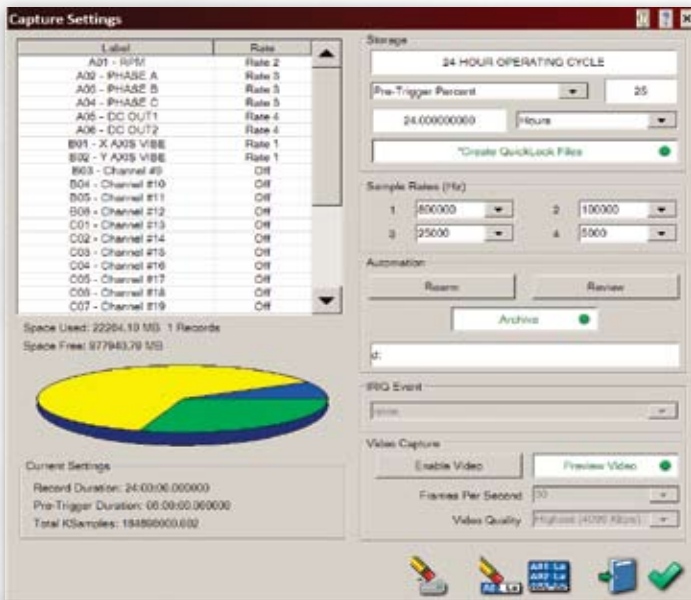 Capture Settings
Label Rate
A01 - RPM Rate 2
A02 - PHASE A Rate 3
A03 - PHASE B Rate 3
A04 - PHASE C Rate 3
A05 - DC OUT1 Rate 4
A06 - DC OUT2 Rate 4
B01 - X AXIS VIBE Rate 1
B02 - Y AXIS VIBE Rate 1
B03 - Channel #9 Off
B04 - Channel #10 Off
B05 - Channel #11 Off
B06 - Channel #12 Off
C01 - Channel #13 Off
C02 - Channel #14 Off
C03 - Channel #15 Off
C04 - Channel #16 Off
C05 - Channel #17 Off
C06 - Channel #18 Off
C07 - Channel #19 Off
Space Used: MB 1 Records
Space Free: MB
Current Settings
Record Duration: 24:00:00.000000
Pre-Trigger Duration: 06:00:00.000000
Total KSamples:
Storage
24 HOUR OPERATING CYCLE
Pre-Trigger Percent 25
24.000000000 Hours
*Create QuickLook Files
Sample Rates (Hz)
1 800000 2 100000
3 25000 4 5000
Automation
Rearm Review
Archive
d:
IRIG Event
none
Video Capture
Enable Video Preview Video
Frames Per Second 30
Video Quality Highest (4096 Kbps)